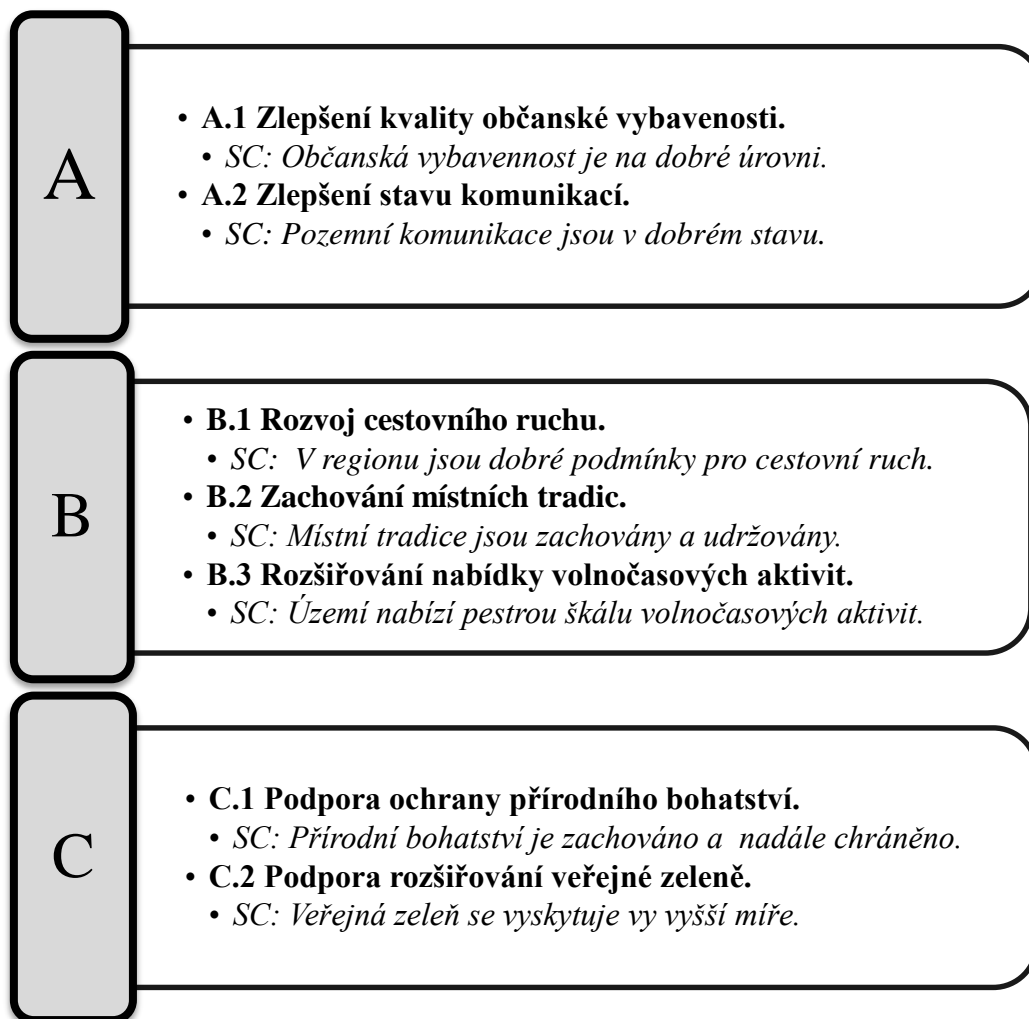 A
• A.1 Zlepšení kvality občanské vybavenosti.
• SC: Občanská vybavennost je na dobré úrovni.
• A.2 Zlepšení stavu komunikací.
• SC: Pozemní komunikace jsou v dobrém stavu.
B
• B.1 Rozvoj cestovního ruchu.
• SC: V regionu jsou dobré podmínky pro cestovní ruch.
• B.2 Zachování místních tradic.
• SC: Místní tradice jsou zachovány a udržovány.
• B.3 Rozšiřování nabídky volnočasových aktivit.
• SC: Území nabízí pestrou škálu volnočasových aktivit.
C
• C.1 Podpora ochrany přírodního bohatství.
• SC: Přírodní bohatství je zachováno a nadále chráněno.
• C.2 Podpora rozšiřování veřejné zeleně.
• SC: Veřejná zeleň se vyskytuje vy vyšší míře.